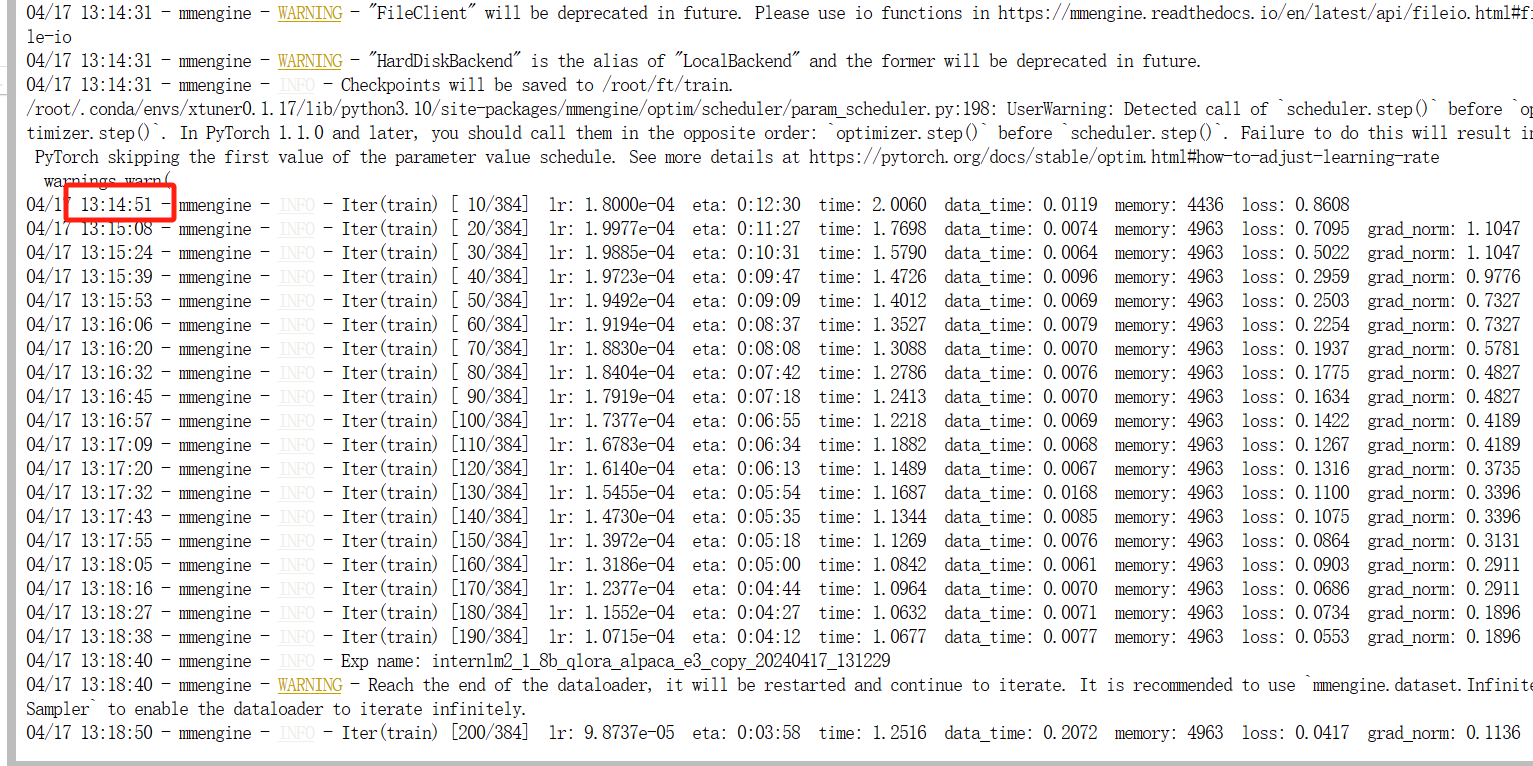 04/17 13:14:31 - mmengine - WARNING - "FileClient" will be deprecated in future. Please use io functions in https://mmengine.readthedocs.io/en/latest/api/fileio.html#fi
le-io
04/17 13:14:31 - mmengine - WARNING - "HardDiskBackend" is the alias of "LocalBackend" and the former will be deprecated in future.
04/17 13:14:31 - mmengine - INFO - Checkpoints will be saved to /root/ft/train.
/root/.conda/envs/xtuner0.1.17/lib/python3.10/site-packages/mmengine/optim/scheduler/param_scheduler.py:198: UserWarning: Detected call of `scheduler.step()` before `op
timizer.step()`. In PyTorch 1.1.0 and later, you should call them in the opposite order: `optimizer.step()` before `scheduler.step()`. Failure to do this will result in
PyTorch skipping the first value of the parameter value schedule. See more details at https://pytorch.org/docs/stable/optim.html#how-to-adjust-learning-rate
warnings.warn(
04/17 13:14:51 - mmengine - INFO - Iter(train) [ 10/384] lr: 1.8000e-04 eta: 0:12:30 time: 2.0060 data_time: 0.0119 memory: 4436 loss: 0.8608
04/17 13:15:08 - mmengine - INFO - Iter(train) [ 20/384] lr: 1.9977e-04 eta: 0:11:27 time: 1.7698 data_time: 0.0074 memory: 4963 loss: 0.7095 grad_norm: 1.1047
04/17 13:15:24 - mmengine - INFO - Iter(train) [ 30/384] lr: 1.9885e-04 eta: 0:10:31 time: 1.5790 data_time: 0.0064 memory: 4963 loss: 0.5022 grad_norm: 1.1047
04/17 13:15:39 - mmengine - INFO - Iter(train) [ 40/384] lr: 1.9723e-04 eta: 0:09:47 time: 1.4726 data_time: 0.0096 memory: 4963 loss: 0.2959 grad_norm: 0.9776
04/17 13:15:53 - mmengine - INFO - Iter(train) [ 50/384] lr: 1.9492e-04 eta: 0:09:09 time: 1.4012 data_time: 0.0069 memory: 4963 loss: 0.2503 grad_norm: 0.7327
04/17 13:16:06 - mmengine - INFO - Iter(train) [ 60/384] lr: 1.9194e-04 eta: 0:08:37 time: 1.3527 data_time: 0.0079 memory: 4963 loss: 0.2254 grad_norm: 0.7327
04/17 13:16:20 - mmengine - INFO - Iter(train) [ 70/384] lr: 1.8830e-04 eta: 0:08:08 time: 1.3088 data_time: 0.0070 memory: 4963 loss: 0.1937 grad_norm: 0.5781
04/17 13:16:32 - mmengine - INFO - Iter(train) [ 80/384] lr: 1.8404e-04 eta: 0:07:42 time: 1.2786 data_time: 0.0076 memory: 4963 loss: 0.1775 grad_norm: 0.4827
04/17 13:16:45 - mmengine - INFO - Iter(train) [ 90/384] lr: 1.7919e-04 eta: 0:07:18 time: 1.2413 data_time: 0.0070 memory: 4963 loss: 0.1634 grad_norm: 0.4827
04/17 13:16:57 - mmengine - INFO - Iter(train) [100/384] lr: 1.7377e-04 eta: 0:06:55 time: 1.2218 data_time: 0.0069 memory: 4963 loss: 0.1422 grad_norm: 0.4189
04/17 13:17:09 - mmengine - INFO - Iter(train) [110/384] lr: 1.6783e-04 eta: 0:06:34 time: 1.1882 data_time: 0.0068 memory: 4963 loss: 0.1267 grad_norm: 0.4189
04/17 13:17:20 - mmengine - INFO - Iter(train) [120/384] lr: 1.6140e-04 eta: 0:06:13 time: 1.1489 data_time: 0.0067 memory: 4963 loss: 0.1316 grad_norm: 0.3735
04/17 13:17:32 - mmengine - INFO - Iter(train) [130/384] lr: 1.5455e-04 eta: 0:05:54 time: 1.1687 data_time: 0.0168 memory: 4963 loss: 0.1100 grad_norm: 0.3396
04/17 13:17:43 - mmengine - INFO - Iter(train) [140/384] lr: 1.4730e-04 eta: 0:05:35 time: 1.1344 data_time: 0.0085 memory: 4963 loss: 0.1075 grad_norm: 0.3396
04/17 13:17:55 - mmengine - INFO - Iter(train) [150/384] lr: 1.3972e-04 eta: 0:05:18 time: 1.1269 data_time: 0.0076 memory: 4963 loss: 0.0864 grad_norm: 0.3131
04/17 13:18:05 - mmengine - INFO - Iter(train) [160/384] lr: 1.3186e-04 eta: 0:05:00 time: 1.0842 data_time: 0.0061 memory: 4963 loss: 0.0903 grad_norm: 0.2911
04/17 13:18:16 - mmengine - INFO - Iter(train) [170/384] lr: 1.2377e-04 eta: 0:04:44 time: 1.0964 data_time: 0.0070 memory: 4963 loss: 0.0686 grad_norm: 0.2911
04/17 13:18:27 - mmengine - INFO - Iter(train) [180/384] lr: 1.1552e-04 eta: 0:04:27 time: 1.0632 data_time: 0.0071 memory: 4963 loss: 0.0734 grad_norm: 0.1896
04/17 13:18:38 - mmengine - INFO - Iter(train) [190/384] lr: 1.0715e-04 eta: 0:04:12 time: 1.0677 data_time: 0.0077 memory: 4963 loss: 0.0553 grad_norm: 0.1896
04/17 13:18:40 - mmengine - INFO - Exp name: internlm2_1_8b_qlora_alpaca_e3_copy_20240417_131229
04/17 13:18:40 - mmengine - WARNING - Reach the end of the dataloader, it will be restarted and continue to iterate. It is recommended to use `mmengine.dataset.Infinite
Sampler` to enable the dataloader to iterate infinitely.
04/17 13:18:50 - mmengine - INFO - Iter(train) [200/384] lr: 9.8737e-05 eta: 0:03:58 time: 1.2516 data_time: 0.2072 memory: 4963 loss: 0.0417 grad_norm: 0.1136